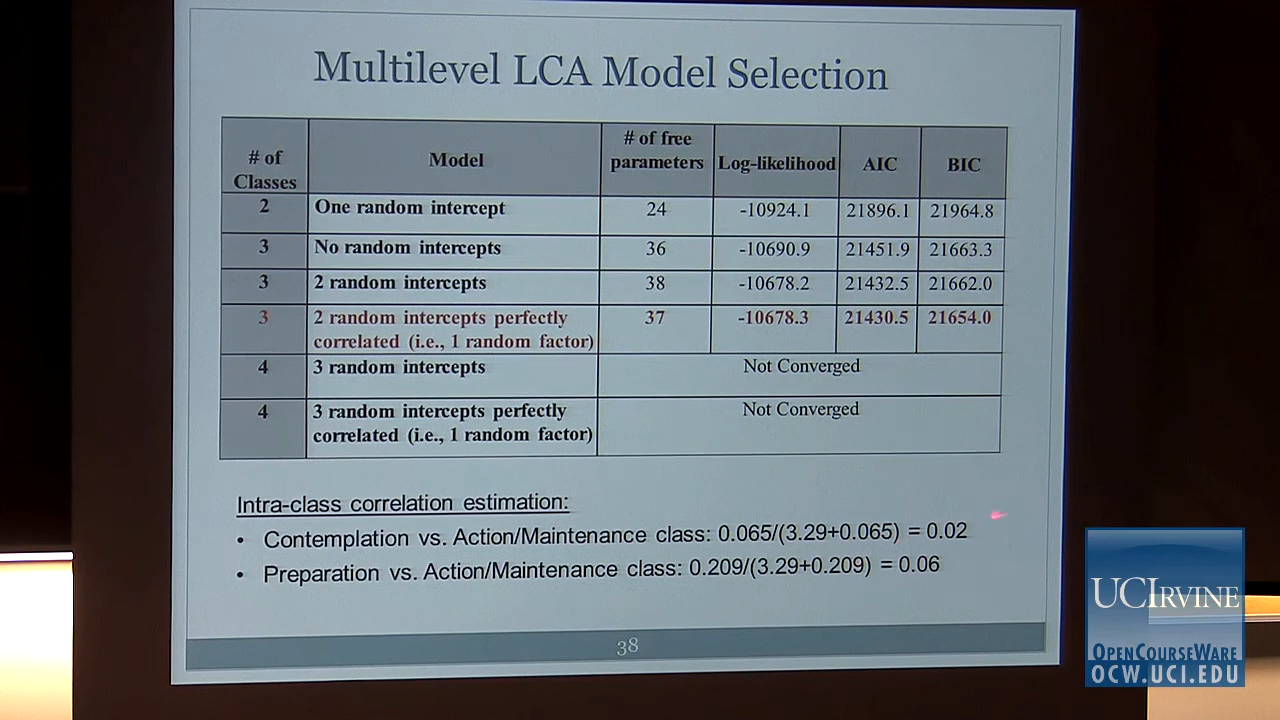 Multilevel LCA Model Selection
# of Classes Model # of free parameters Log-likelihood AIC BIC
2 One random intercept 24 -10924.1 21896.1 21964.8
3 No random intercepts 36 -10690.9 21451.9 21663.3
3 2 random intercepts 38 -10678.2 21432.5 21662.0
3 2 random intercepts perfectly correlated (i.e., 1 random factor) 37 -10678.3 21430.5 21654.0
4 3 random intercepts Not Converged
4 3 random intercepts perfectly correlated (i.e., 1 random factor) Not Converged
Intra-class correlation estimation:
• Contemplation vs. Action/Maintenance class: 0.065/(3.29+0.065) = 0.02
• Preparation vs. Action/Maintenance class: 0.209/(3.29+0.209) = 0.06
38
UCIRVINE
OPENCOURSEWARE
OCW.UCI.EDU